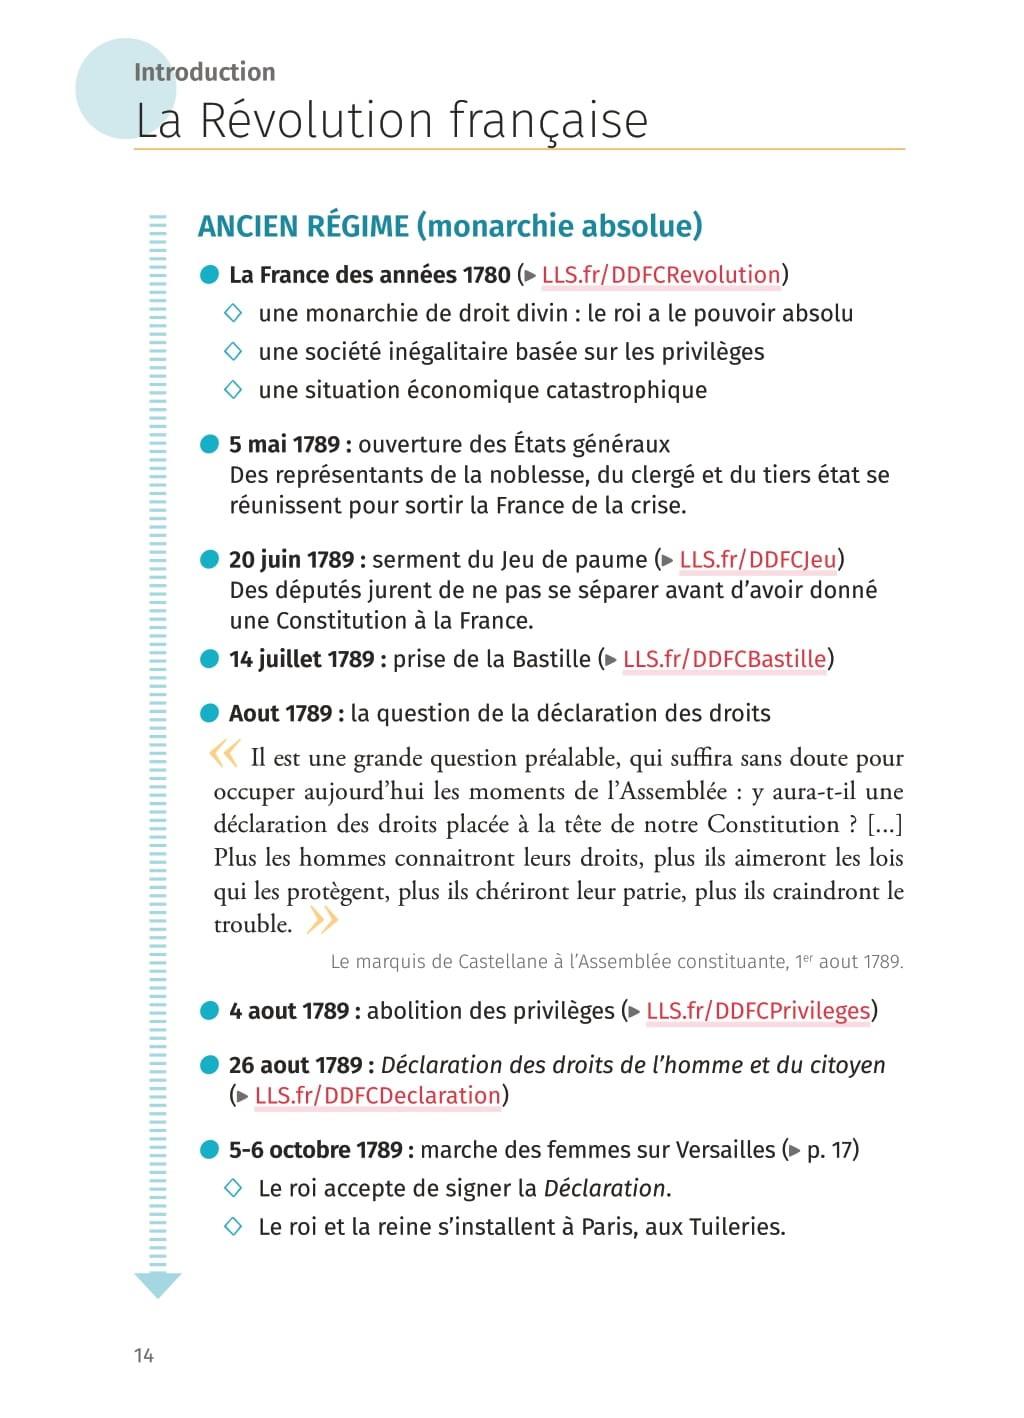 Introduction
La Révolution française
ANCIEN RÉGIME (monarchie absolue)
● La France des années 1780 (▶ LLS.fr/DDFCRevolution)
◇ une monarchie de droit divin : le roi a le pouvoir absolu
◇ une société inégalitaire basée sur les privilèges
◇ une situation économique catastrophique
● 5 mai 1789 : ouverture des États généraux
Des représentants de la noblesse, du clergé et du tiers état se
réunissent pour sortir la France de la crise.
● 20 juin 1789 : serment du Jeu de paume (▶ LLS.fr/DDFCJeu)
Des députés jurent de ne pas se séparer avant d’avoir donné
une Constitution à la France.
● 14 juillet 1789 : prise de la Bastille (▶ LLS.fr/DDFCBastille)
● Aout 1789 : la question de la déclaration des droits
« Il est une grande question préalable, qui suffira sans doute pour
occuper aujourd’hui les moments de l’Assemblée : y aura-t-il une
déclaration des droits placée à la tête de notre Constitution ? [...]
Plus les hommes connaitront leurs droits, plus ils aimeront les lois
qui les protègent, plus ils chériront leur patrie, plus ils craindront le
trouble. »
Le marquis de Castellane à l’Assemblée constituante, 1er aout 1789.
● 4 aout 1789 : abolition des privilèges (▶ LLS.fr/DDFCPrivileges)
● 26 aout 1789 : Déclaration des droits de l’homme et du citoyen
(▶ LLS.fr/DDFCDeclaration)
● 5-6 octobre 1789 : marche des femmes sur Versailles (▶ p. 17)
◇ Le roi accepte de signer la Déclaration.
◇ Le roi et la reine s’installent à Paris, aux Tuileries.
14